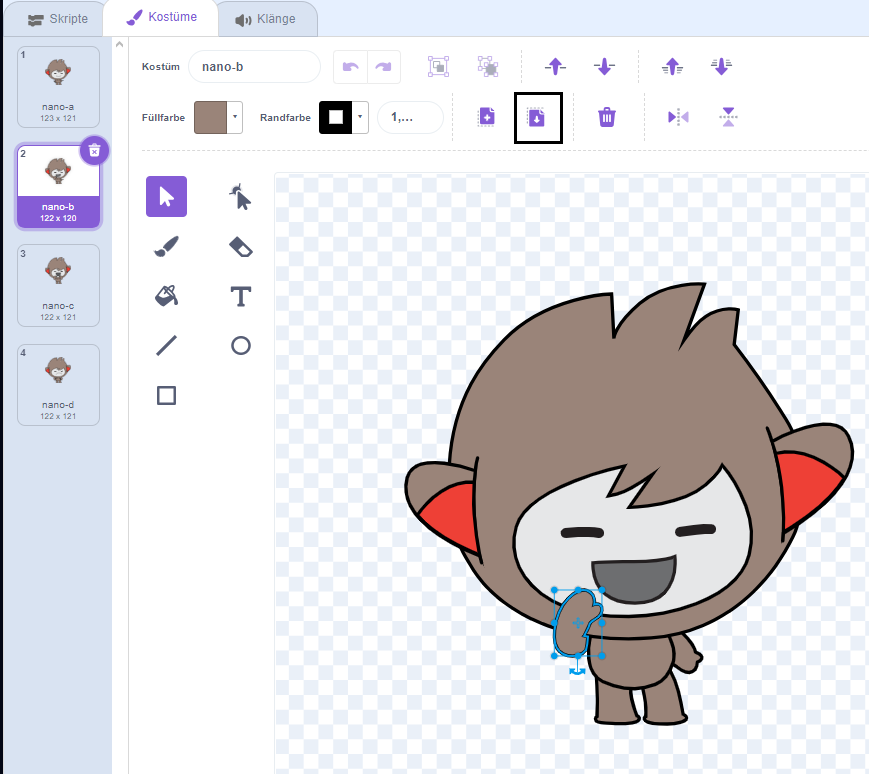 Skripte
Kostüme
Klänge
1
nano-a
123 x 121
2
nano-b
122 x 120
3
nano-c
122 x 121
4
nano-d
122 x 121
Kostüm
nano-b
Füllfarbe
Randfarbe
1,...
T